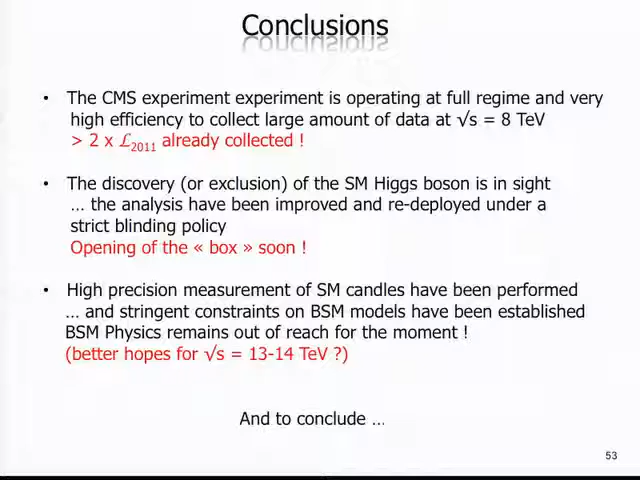 Conclusions
• The CMS experiment experiment is operating at full regime and very
high efficiency to collect large amount of data at √s = 8 TeV
> 2 x ℒ2011 already collected !
• The discovery (or exclusion) of the SM Higgs boson is in sight
… the analysis have been improved and re-deployed under a
strict blinding policy
Opening of the « box » soon !
• High precision measurement of SM candles have been performed
… and stringent constraints on BSM models have been established
BSM Physics remains out of reach for the moment !
(better hopes for √s = 13-14 TeV ?)
And to conclude …
53